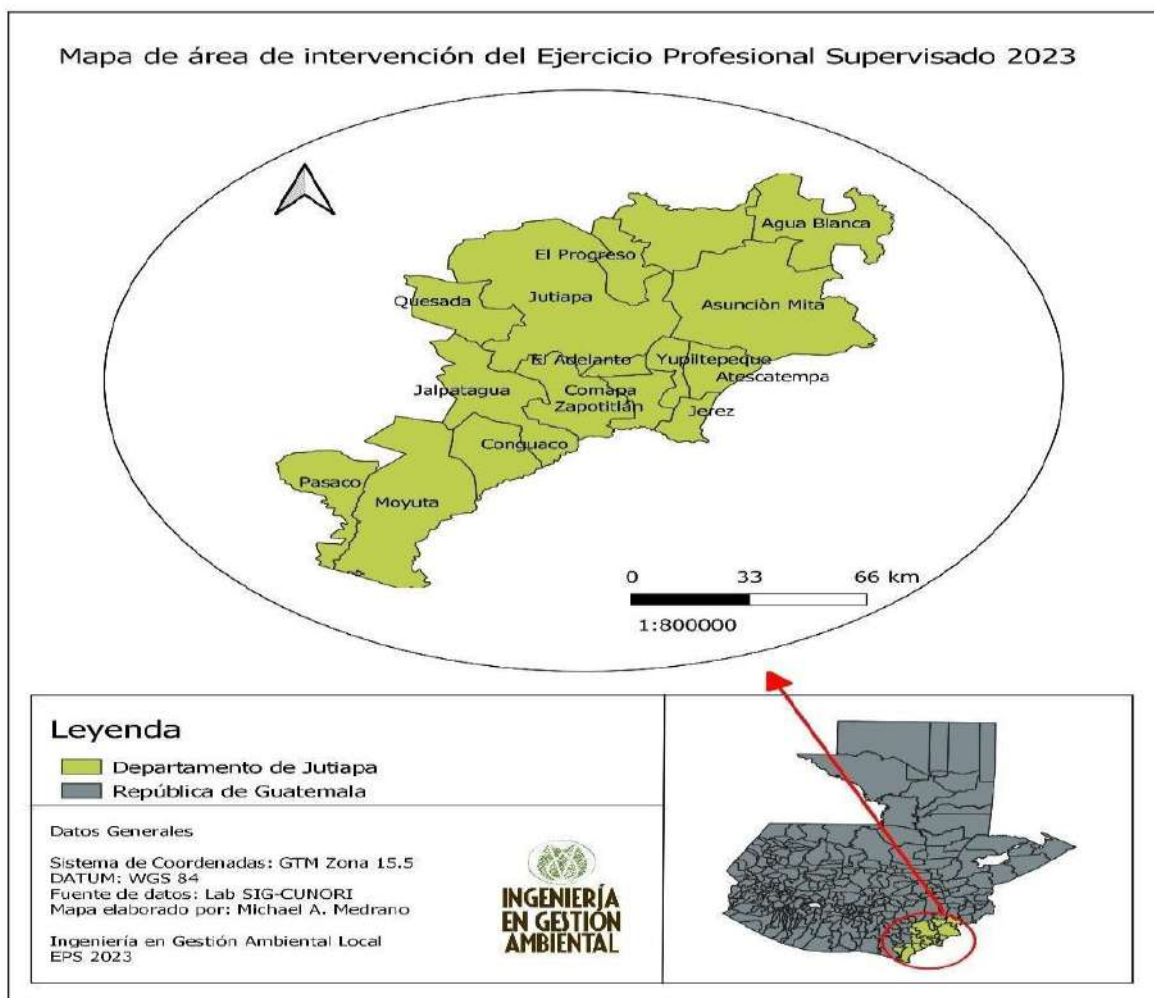 Mapa de área de intervención del Ejercicio Profesional Supervisado 2023
Agua Blanca
El Progreso
Quesada
Jutiapa
Asunciòn Mita
El Adelanto
Yupiltepeque
Atescatempa
Jalpatagua
Comapa
Zapotitlán
Jerez
Conguaco
Pasaco
Moyuta
0 33 66 km
1:800000
Leyenda
Departamento de Jutiapa
República de Guatemala
Datos Generales
Sistema de Coordenadas: GTM Zona 15.5
DATUM: WGS 84
Fuente de datos: Lab SIG-CUNORI
Mapa elaborado por: Michael A. Medrano
Ingeniería en Gestión Ambiental Local
EPS 2023
INGENIERÍA
EN GESTIÓN
AMBIENTAL